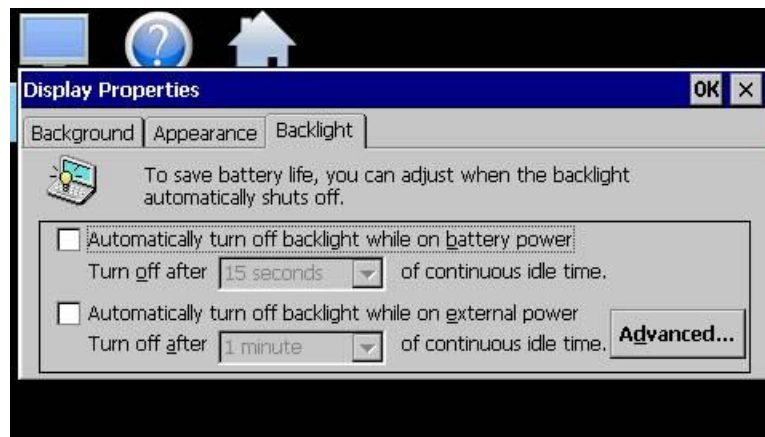 ?
Display Properties OK ×
Background Appearance Backlight
To save battery life, you can adjust when the backlight
automatically shuts off.
Automatically turn off backlight while on battery power
Turn off after 15 seconds of continuous idle time.
Automatically turn off backlight while on external power
Turn off after 1 minute of continuous idle time.
Advanced...